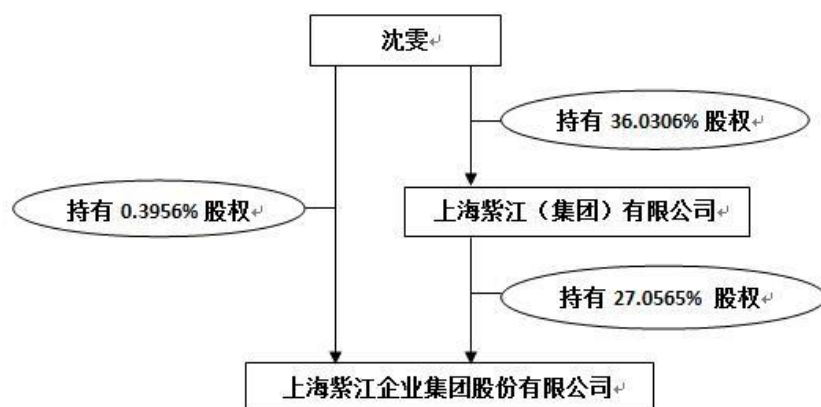 沈雯
持有 36.0306% 股权
持有 0.3956% 股权
上海紫江（集团）有限公司
持有 27.0565% 股权
上海紫江企业集团股份有限公司